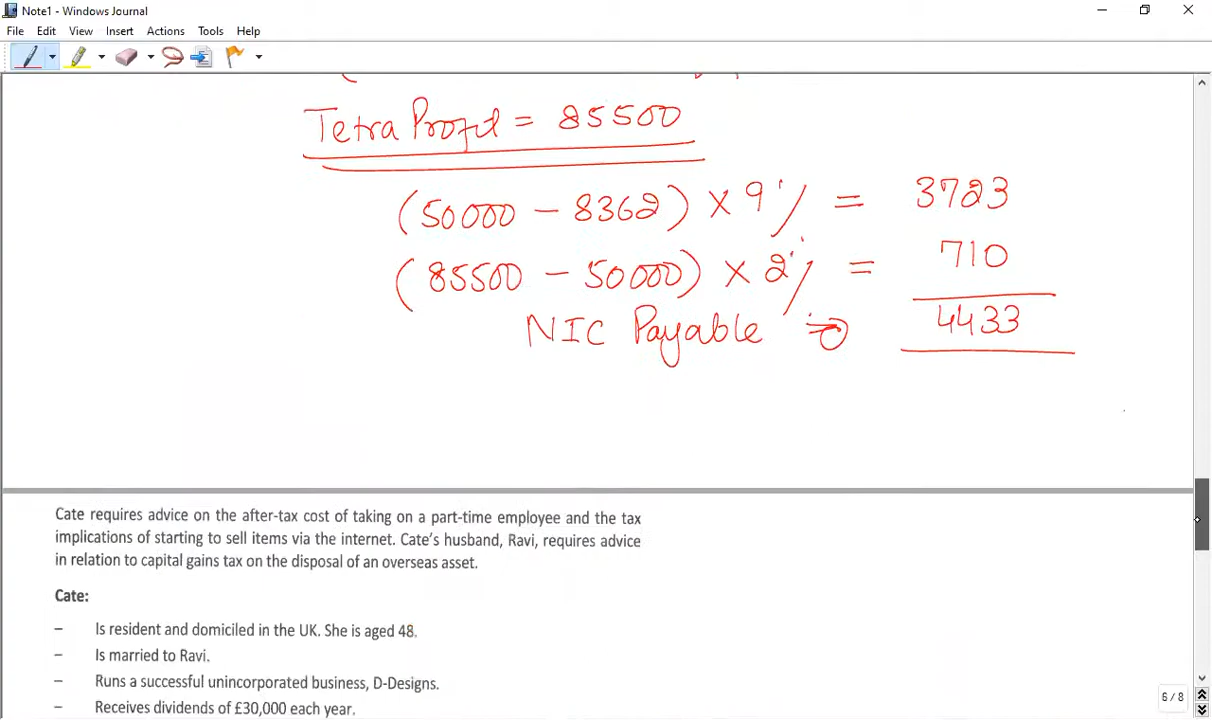 Note1 - Windows Journal
File Edit View Insert Actions Tools Help
Tetra Profit = 85500
(50000 - 8362) × 9% = 3723
(85500 - 50000) × 2% = 710
NIC Payable ⇒ 4433
Cate requires advice on the after-tax cost of taking on a part-time employee and the tax
implications of starting to sell items via the internet. Cate's husband, Ravi, requires advice
in relation to capital gains tax on the disposal of an overseas asset.
Cate:
– Is resident and domiciled in the UK. She is aged 48.
– Is married to Ravi.
– Runs a successful unincorporated business, D-Designs.
– Receives dividends of £30,000 each year.
6 / 8